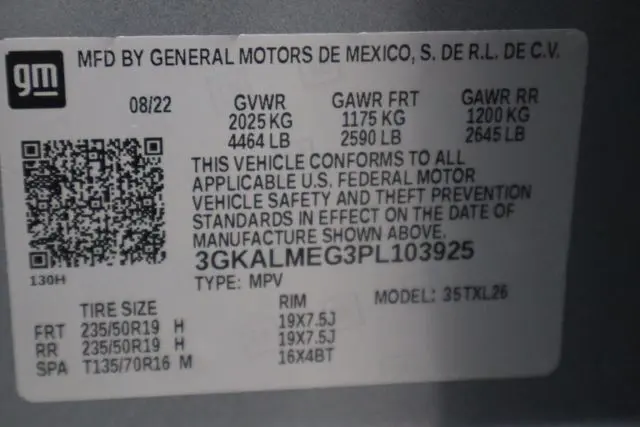 gm
MFD BY GENERAL MOTORS DE MEXICO, S. DE R.L. DE C.V.
08/22 GVWR GAWR FRT GAWR RR
2025 KG 1175 KG 1200 KG
4464 LB 2590 LB 2645 LB
THIS VEHICLE CONFORMS TO ALL
APPLICABLE U.S. FEDERAL MOTOR
VEHICLE SAFETY AND THEFT PREVENTION
STANDARDS IN EFFECT ON THE DATE OF
MANUFACTURE SHOWN ABOVE.
3GKALMEG3PL103925
130H
TYPE: MPV MODEL: 35TXL26
TIRE SIZE RIM
FRT 235/50R19 H 19X7.5J
RR 235/50R19 H 19X7.5J
SPA T135/70R16 M 16X4BT